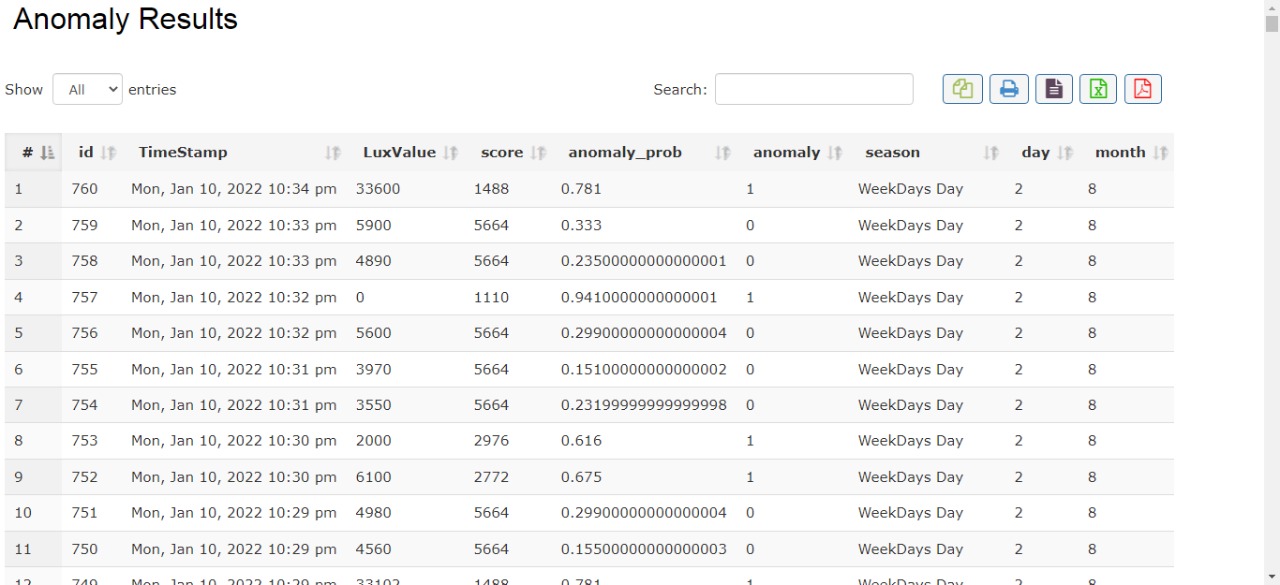 Anomaly Results
Show All entries Search:
# id TimeStamp LuxValue score anomaly_prob anomaly season day month
1 760 Mon, Jan 10, 2022 10:34 pm 33600 1488 0.781 1 WeekDays Day 2 8
2 759 Mon, Jan 10, 2022 10:33 pm 5900 5664 0.333 0 WeekDays Day 2 8
3 758 Mon, Jan 10, 2022 10:33 pm 4890 5664 0.23500000000000001 0 WeekDays Day 2 8
4 757 Mon, Jan 10, 2022 10:32 pm 0 1110 0.9410000000000001 1 WeekDays Day 2 8
5 756 Mon, Jan 10, 2022 10:32 pm 5600 5664 0.29900000000000004 0 WeekDays Day 2 8
6 755 Mon, Jan 10, 2022 10:31 pm 3970 5664 0.15100000000000002 0 WeekDays Day 2 8
7 754 Mon, Jan 10, 2022 10:31 pm 3550 5664 0.23199999999999998 0 WeekDays Day 2 8
8 753 Mon, Jan 10, 2022 10:30 pm 2000 2976 0.616 1 WeekDays Day 2 8
9 752 Mon, Jan 10, 2022 10:30 pm 6100 2772 0.675 1 WeekDays Day 2 8
10 751 Mon, Jan 10, 2022 10:29 pm 4980 5664 0.29900000000000004 0 WeekDays Day 2 8
11 750 Mon, Jan 10, 2022 10:29 pm 4560 5664 0.15500000000000003 0 WeekDays Day 2 8
12 749 Mon, Jan 10, 2022 10:29 pm 33102 1488 0.781 1 WeekDays Day 2 8